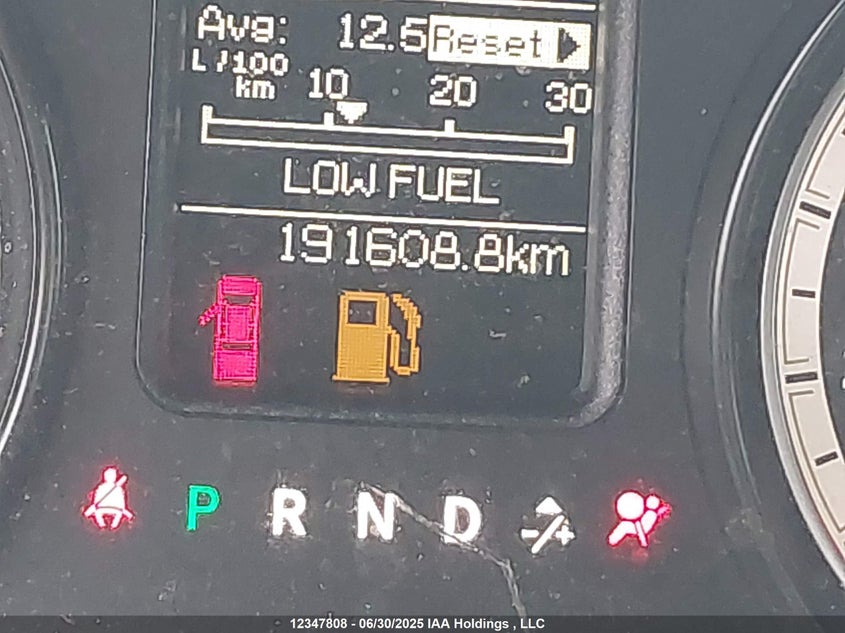 Avg: 12.5 Reset
L/100 km
10 20 30
LOW FUEL
191608.8km
P R N D -/+
12347808 - 06/30/2025 IAA Holdings , LLC